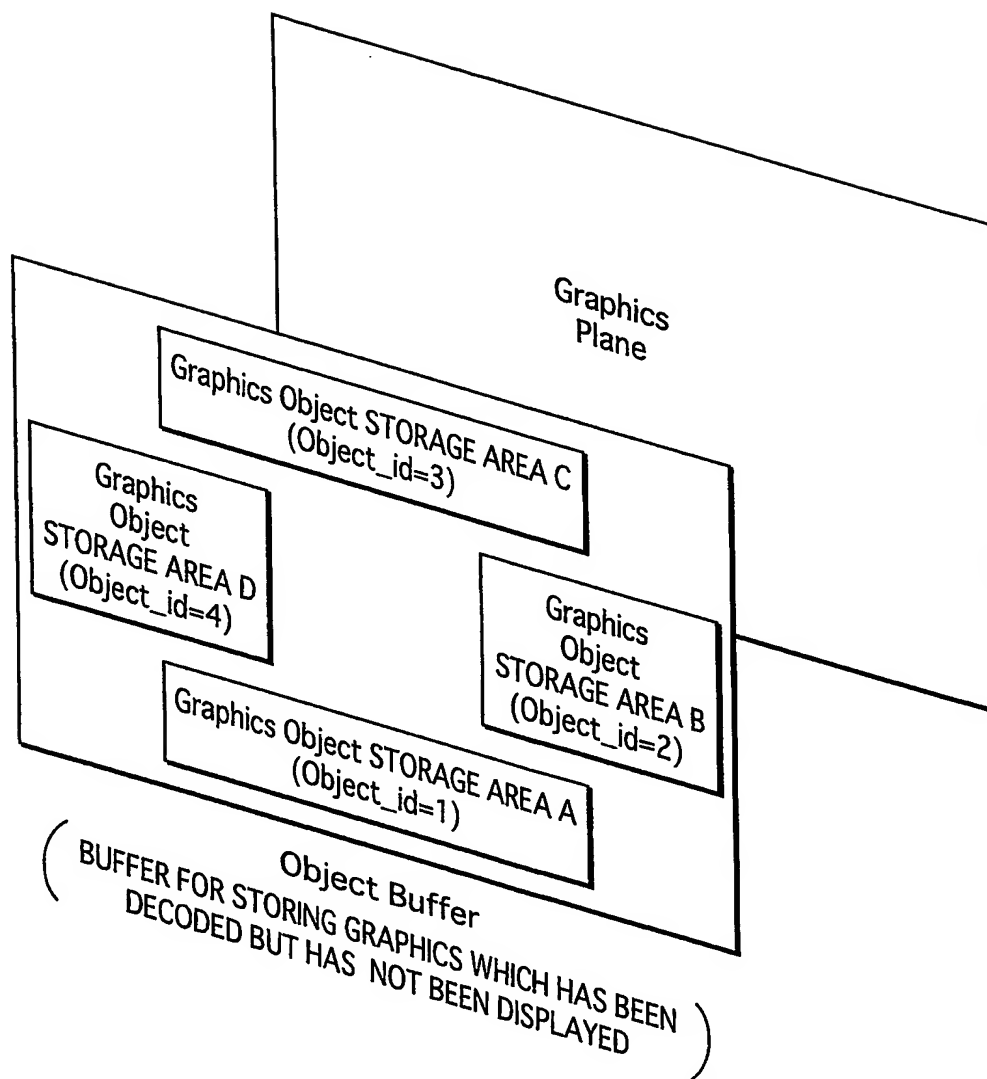 Graphics
Plane
Graphics Object STORAGE AREA C
(Object_id=3)
Graphics
Object
STORAGE AREA D
(Object_id=4)
Graphics
Object
STORAGE AREA B
(Object_id=2)
Graphics Object STORAGE AREA A
(Object_id=1)
Object Buffer
( BUFFER FOR STORING GRAPHICS WHICH HAS BEEN
DECODED BUT HAS NOT BEEN DISPLAYED )